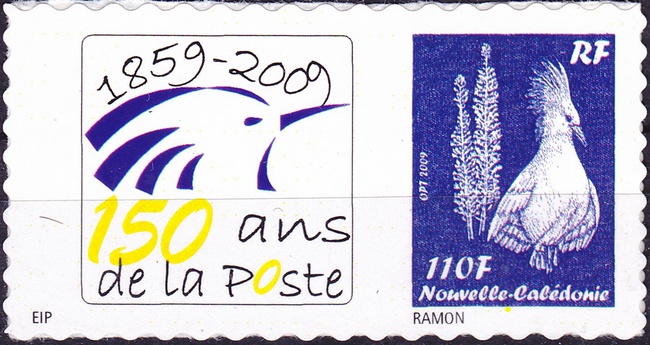 1859-2009
150 ans
de la Poste
EIP
RF
OPT 2009
110F
Nouvelle-Calédonie
RAMON